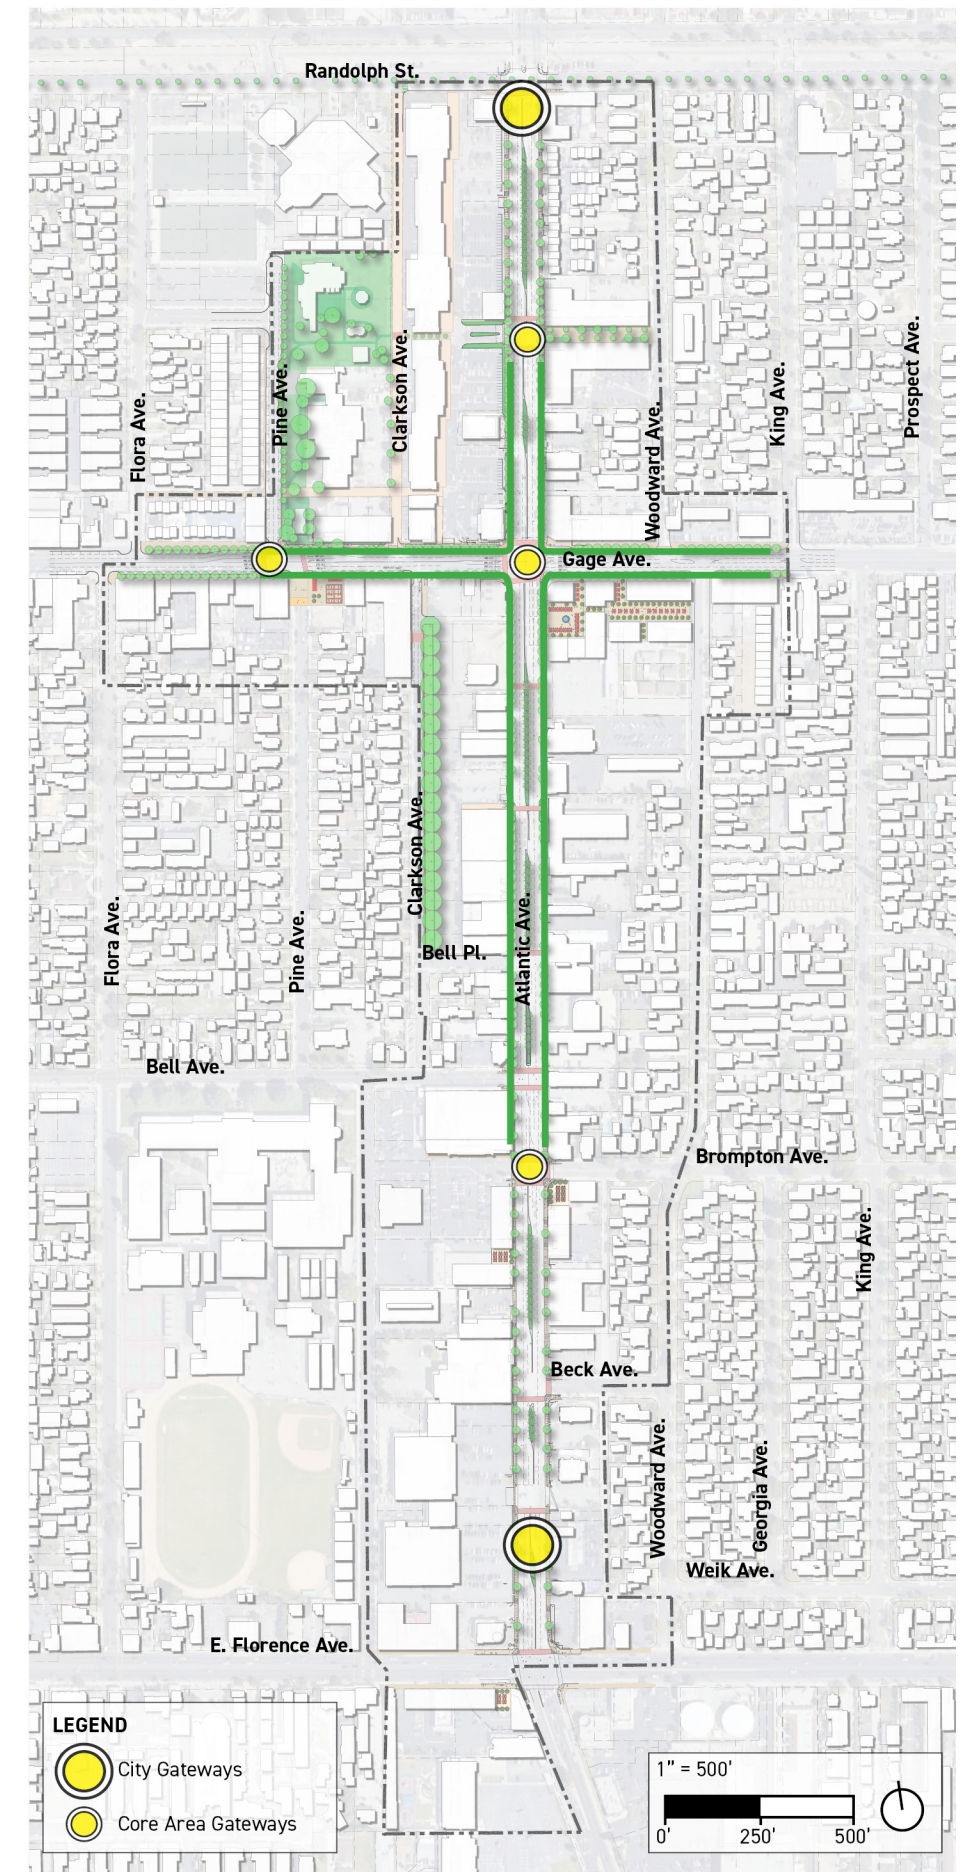 Randolph St.
Prospect Ave.
Clarkson Ave.
King Ave.
Pine Ave.
Flora Ave.
Woodward Ave.
Gage Ave.
Clarkson Ave.
Atlantic Ave.
Flora Ave.
Pine Ave.
Bell Pl.
Bell Ave.
Brompton Ave.
King Ave.
Beck Ave.
Woodward Ave.
Georgia Ave.
Weik Ave.
E. Florence Ave.
LEGEND
City Gateways
Core Area Gateways
1" = 500'
0' 250' 500'